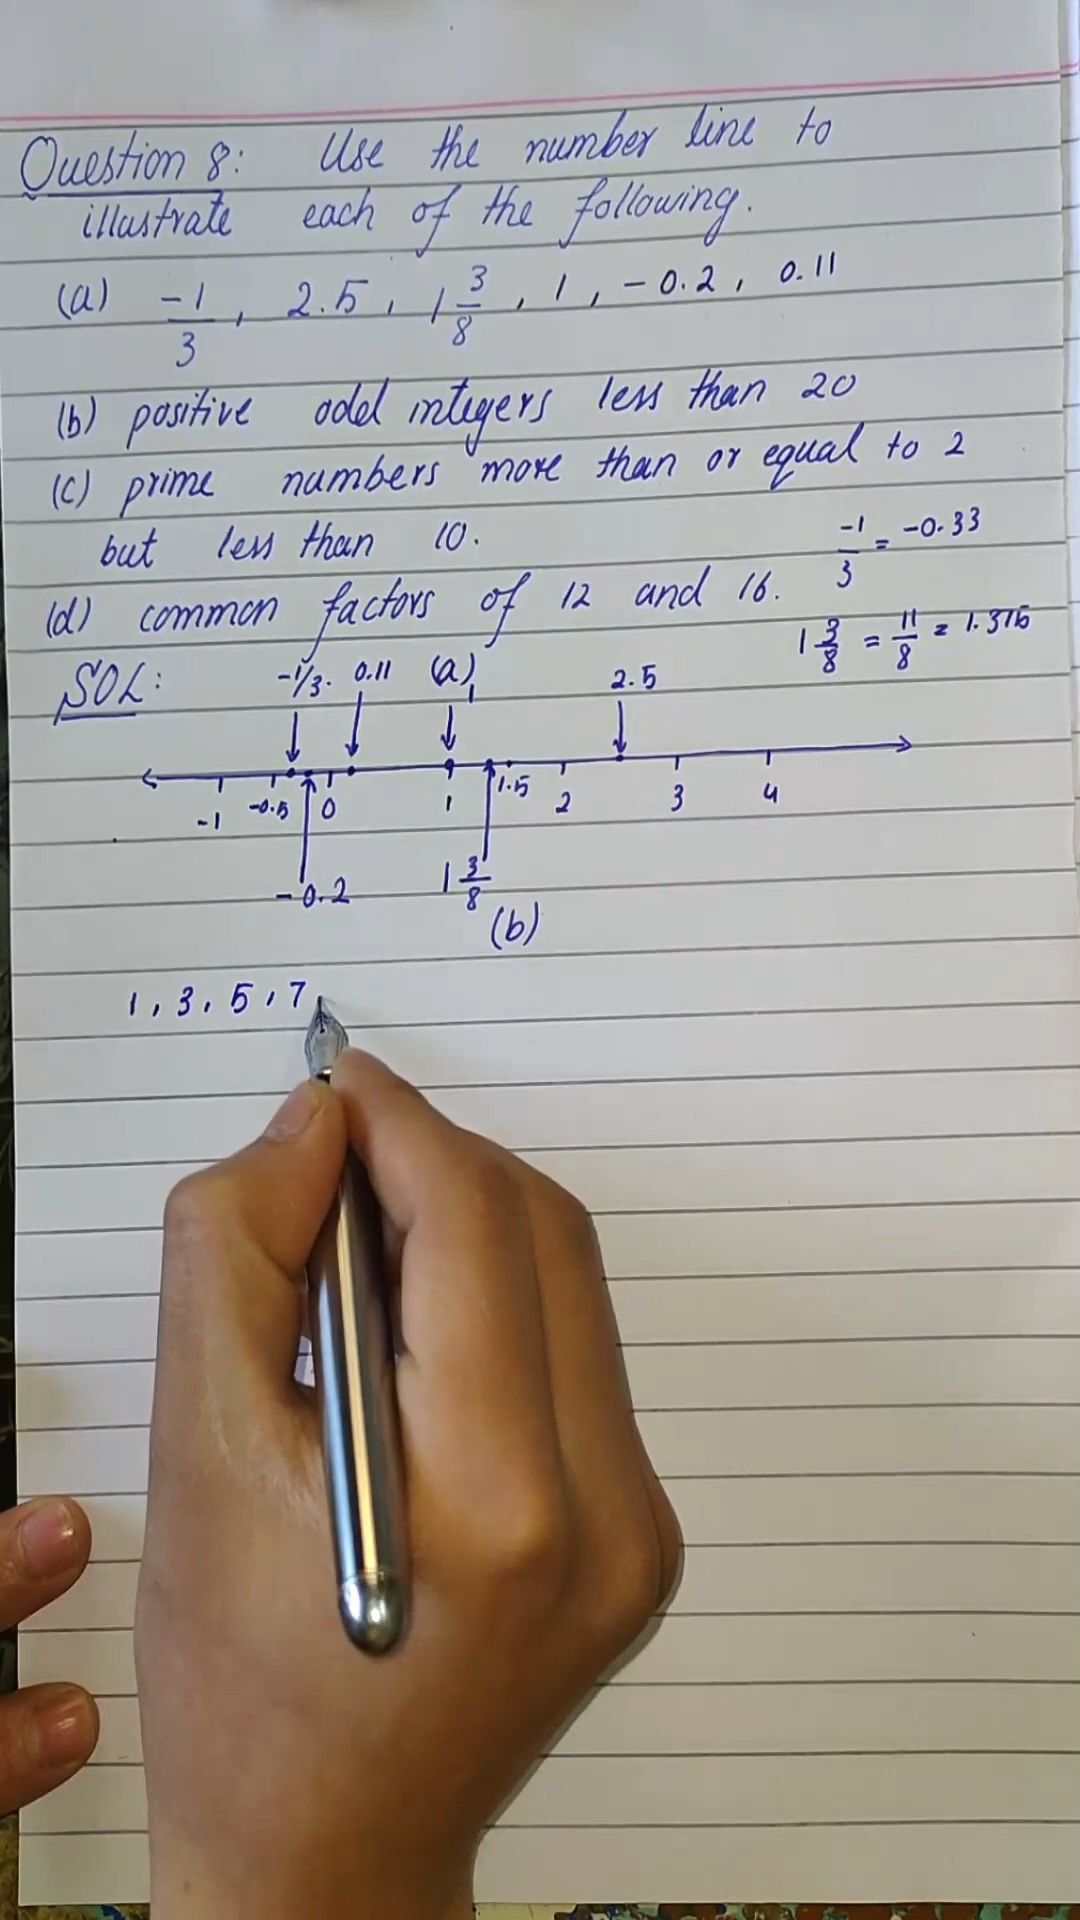 Question 8: Use the number line to
illustrate each of the following.
(a) -1/3, 2.5, 1 3/8, 1, -0.2, 0.11
(b) positive odd integers less than 20
(c) prime numbers more than or equal to 2
but less than 10.
-1/3 = -0.33
(d) common factors of 12 and 16.
1 3/8 = 11/8 = 1.375
SOL:
(a)
-1/3. 0.11 1 2.5
-1 -0.5 0 1 1.5 2 3 4
-0.2 1 3/8
(b)
1, 3, 5, 7,